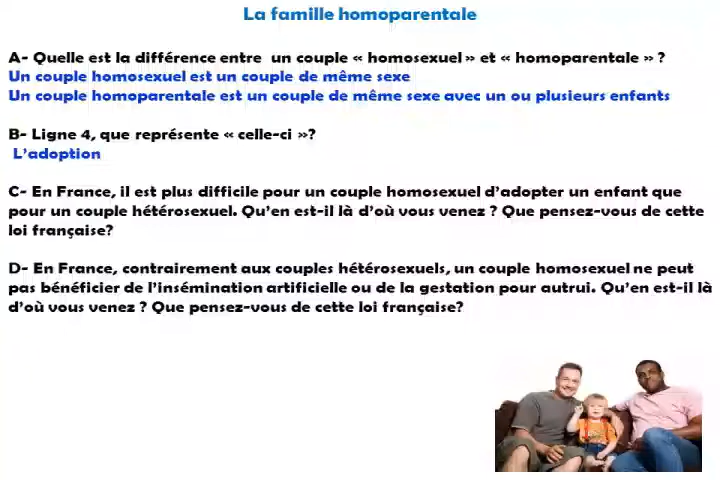 La famille homoparentale
A- Quelle est la différence entre un couple « homosexuel » et « homoparentale » ?
Un couple homosexuel est un couple de même sexe
Un couple homoparentale est un couple de même sexe avec un ou plusieurs enfants
B- Ligne 4, que représente « celle-ci »?
L’adoption
C- En France, il est plus difficile pour un couple homosexuel d’adopter un enfant que
pour un couple hétérosexuel. Qu’en est-il là d’où vous venez ? Que pensez-vous de cette
loi française?
D- En France, contrairement aux couples hétérosexuels, un couple homosexuel ne peut
pas bénéficier de l’insémination artificielle ou de la gestation pour autrui. Qu’en est-il là
d’où vous venez ? Que pensez-vous de cette loi française?